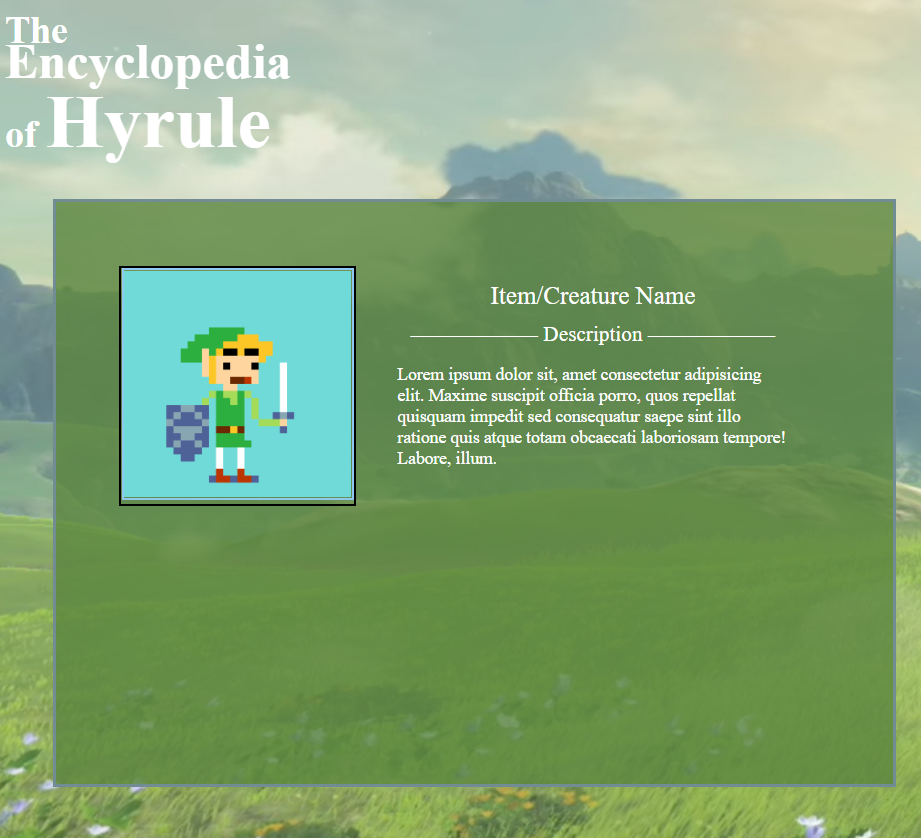 The
Encyclopedia
of Hyrule
Item/Creature Name
Description
Lorem ipsum dolor sit, amet consectetur adipisicing
elit. Maxime suscipit officia porro, quos repellat
quisquam impedit sed consequatur saepe sint illo
ratione quis atque totam obcaecati laboriosam tempore!
Labore, illum.